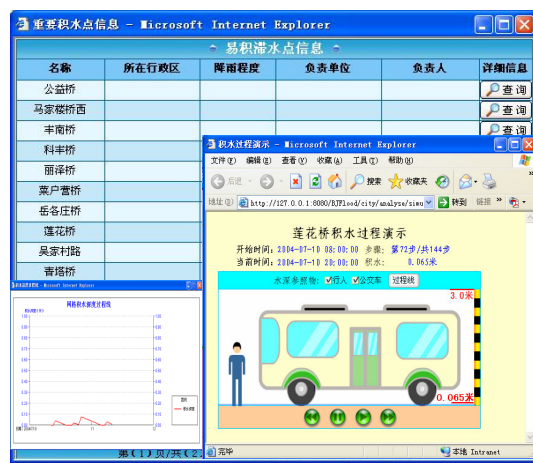 重要积水点信息 - Microsoft Internet Explorer
易积滞水点信息
名称 所在行政区 降雨程度 负责单位 负责人 详细信息
公益桥 查询
马家楼桥西 查询
丰南桥 查询
科丰桥
丽泽桥
菜户营桥
岳各庄桥
莲花桥
吴家村路
青塔桥
积水过程演示 - Microsoft Internet Explorer
文件(F) 编辑(E) 查看(V) 收藏(A) 工具(T) 帮助(H)
后退 搜索 收藏夹
地址(D) http://127.0.0.1:8080/BJFlood/city/analyse/simu 转到 链接 »
莲花桥积水过程演示
开始时间: 2004-07-10 08:00:00 步骤: 第72步/共144步
当前时间: 2004-07-10 20:00:00 积水: 0.065米
水深参照物: 行人 公交车 过程线
3.0米
0.065米
完毕 本地 Intranet
网格积水深度过程线
第(1)页/共(2